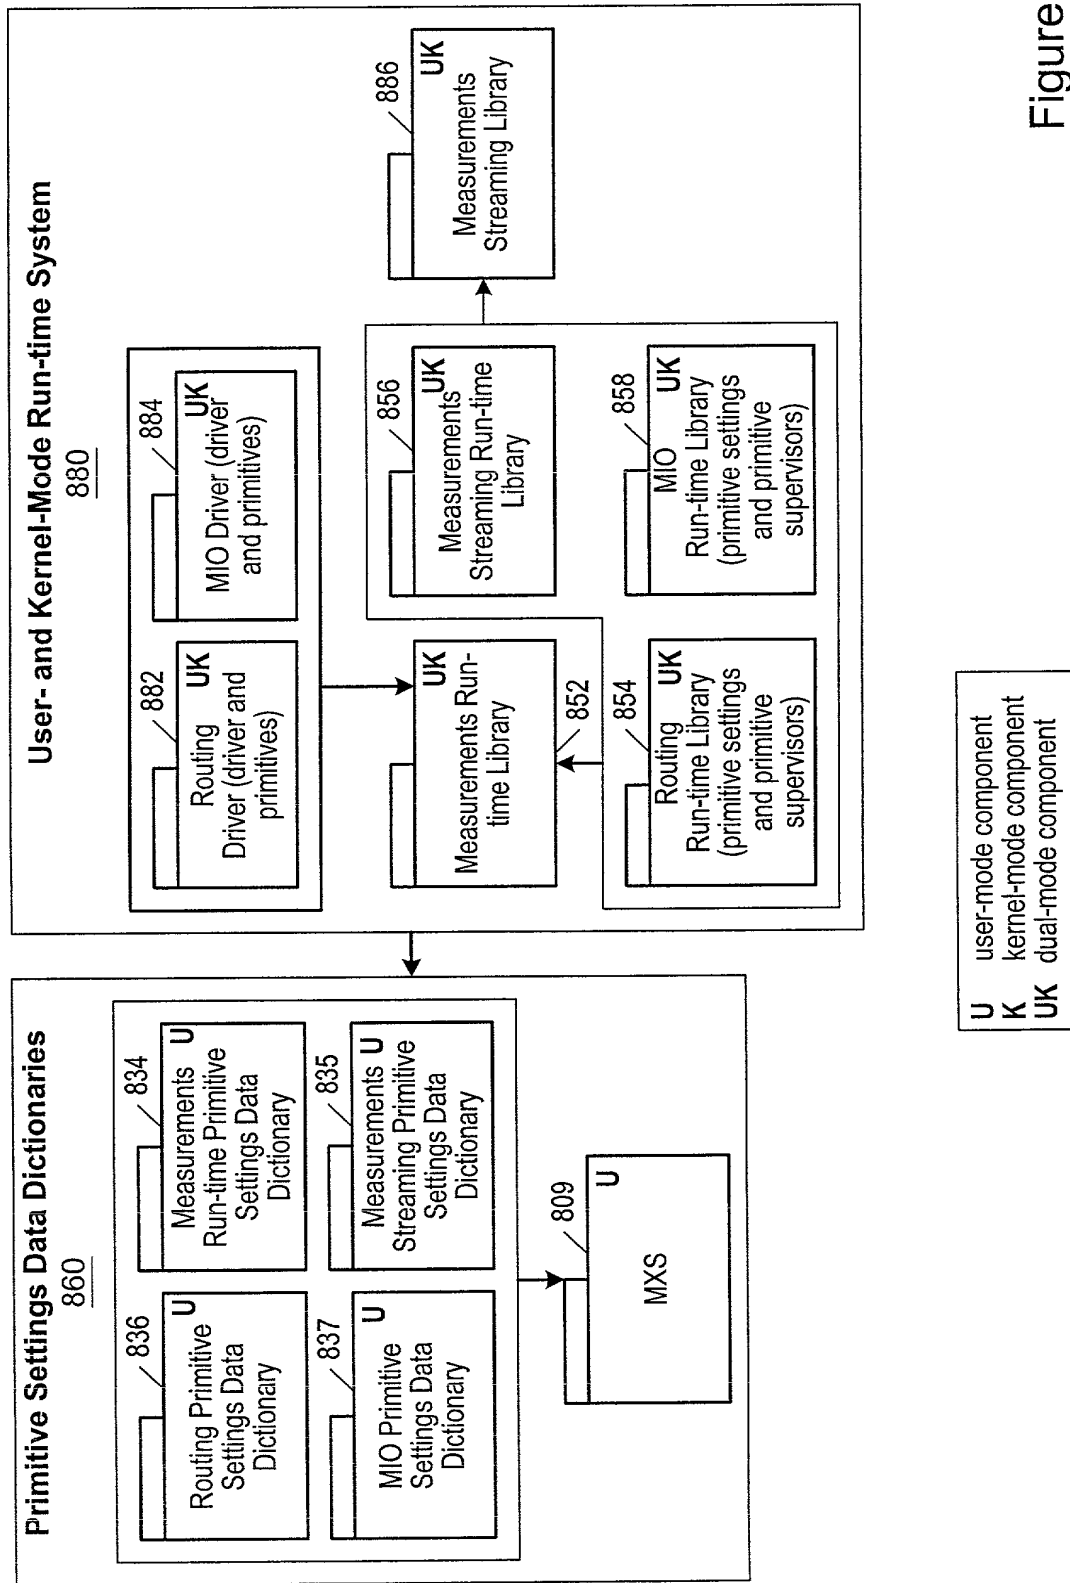 Primitive Settings Data Dictionaries
860
836
Routing Primitive
Settings Data
Dictionary
U
834
Measurements
Run-time Primitive
Settings Data
Dictionary
U
837
MIO Primitive
Settings Data
Dictionary
U
835
Measurements
Streaming Primitive
Settings Data
Dictionary
U
809
MXS
U
User- and Kernel-Mode Run-time System
880
882
Routing
Driver (driver and
primitives)
UK
884
MIO Driver (driver
and primitives)
UK
Measurements Run-
time Library
UK
852
856
Measurements
Streaming Run-time
Library
UK
886
Measurements
Streaming Library
UK
854
Routing
Run-time Library
(primitive settings
and primitive
supervisors)
UK
858
MIO
Run-time Library
(primitive settings
and primitive
supervisors)
UK
U user-mode component
K kernel-mode component
UK dual-mode component
Figure